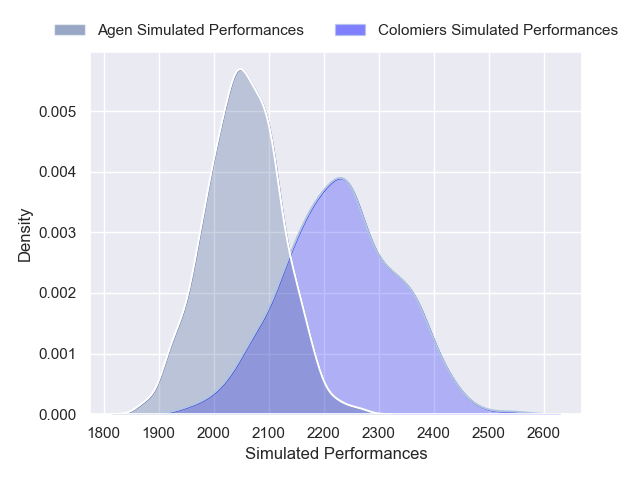 Agen Simulated Performances Colomiers Simulated Performances
0.005
0.004
0.003
0.002
0.001
0.000
Density
1800 1900 2000 2100 2200 2300 2400 2500 2600
Simulated Performances